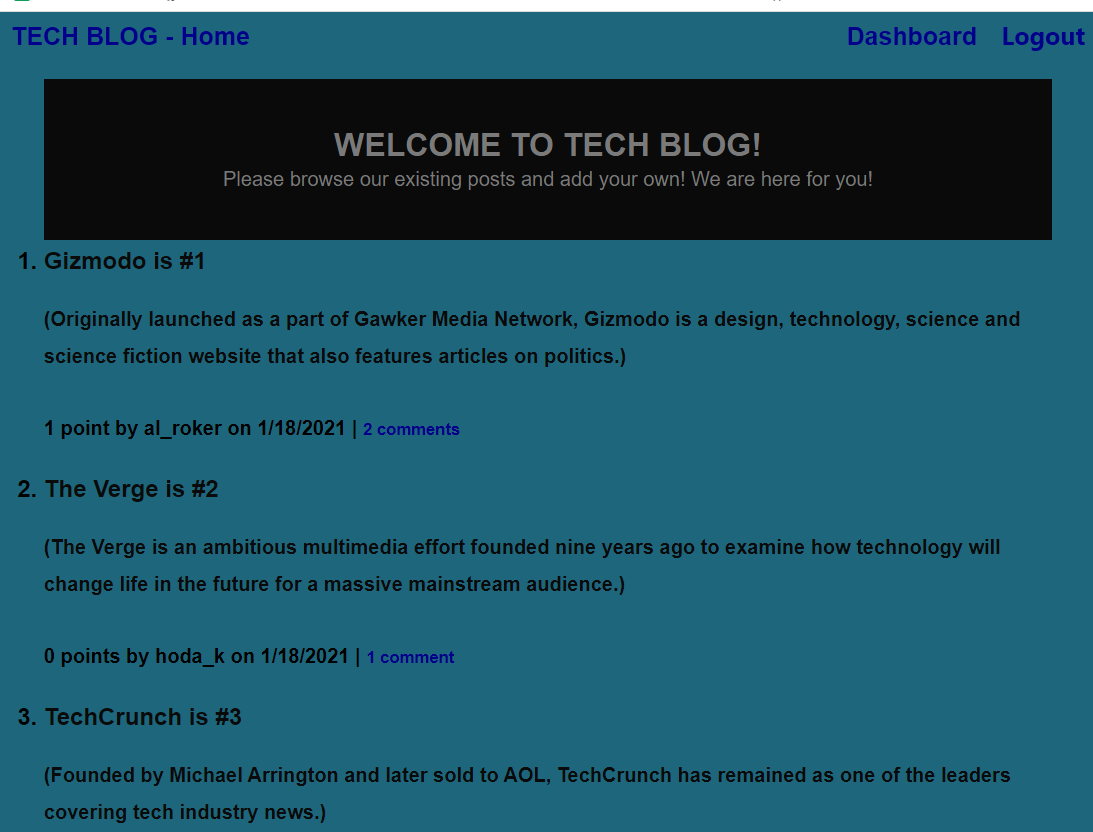 TECH BLOG - Home Dashboard Logout
WELCOME TO TECH BLOG!
Please browse our existing posts and add your own! We are here for you!
1. Gizmodo is #1
(Originally launched as a part of Gawker Media Network, Gizmodo is a design, technology, science and
science fiction website that also features articles on politics.)
1 point by al_roker on 1/18/2021 | 2 comments
2. The Verge is #2
(The Verge is an ambitious multimedia effort founded nine years ago to examine how technology will
change life in the future for a massive mainstream audience.)
0 points by hoda_k on 1/18/2021 | 1 comment
3. TechCrunch is #3
(Founded by Michael Arrington and later sold to AOL, TechCrunch has remained as one of the leaders
covering tech industry news.)